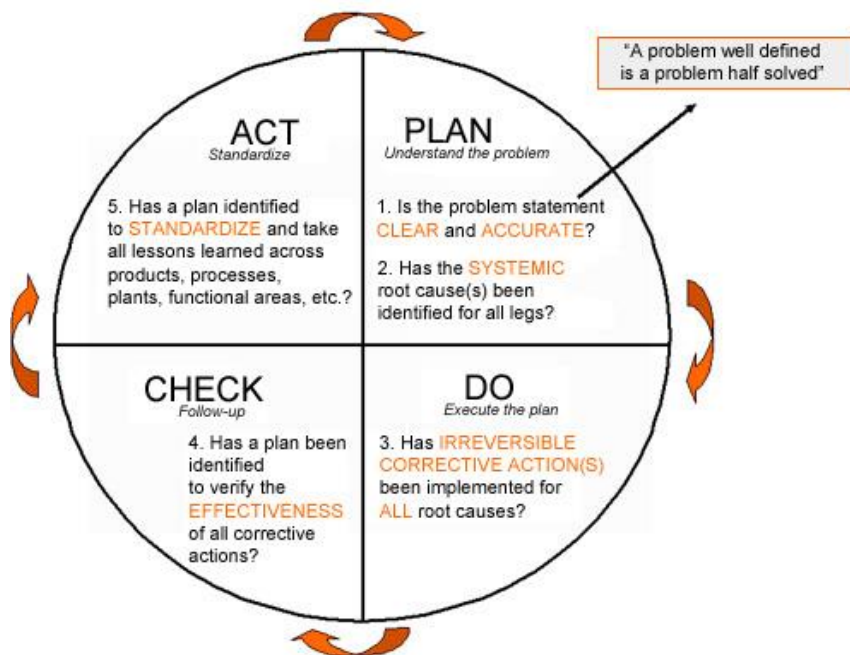 “A problem well defined
is a problem half solved”
PLAN
Understand the problem
1. Is the problem statement
CLEAR and ACCURATE?
2. Has the SYSTEMIC
root cause(s) been
identified for all legs?
DO
Execute the plan
3. Has IRREVERSIBLE
CORRECTIVE ACTION(S)
been implemented for
ALL root causes?
CHECK
Follow-up
4. Has a plan been
identified
to verify the
EFFECTIVENESS
of all corrective
actions?
ACT
Standardize
5. Has a plan identified
to STANDARDIZE and take
all lessons learned across
products, processes,
plants, functional areas, etc.?